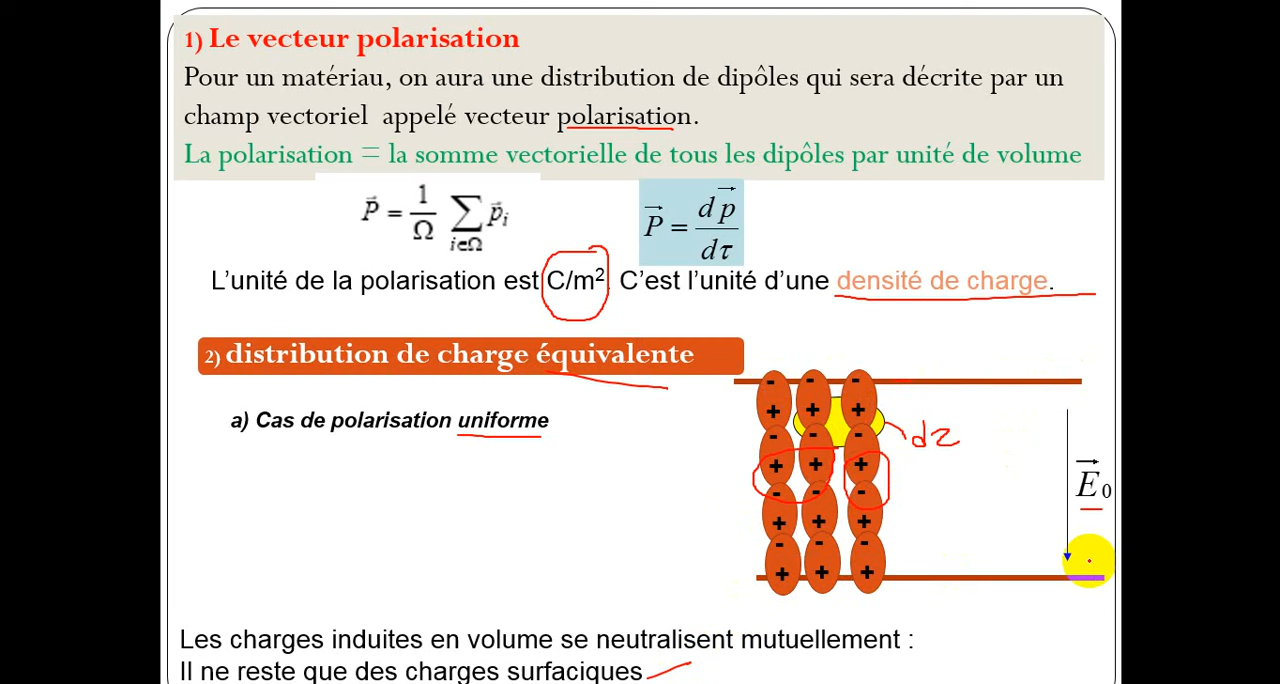 1) Le vecteur polarisation
Pour un matériau, on aura une distribution de dipôles qui sera décrite par un
champ vectoriel appelé vecteur polarisation.
La polarisation = la somme vectorielle de tous les dipôles par unité de volume
P⃗ = 1/Ω ∑ i∈Ω p⃗i
P⃗ = dp⃗/dτ
L'unité de la polarisation est C/m². C'est l'unité d'une densité de charge.
2) distribution de charge équivalente
a) Cas de polarisation uniforme
- - -
+ + +
- - -
+ + +
- - -
+ + +
- - -
+ + +
dz
E⃗0
Les charges induites en volume se neutralisent mutuellement :
Il ne reste que des charges surfaciques